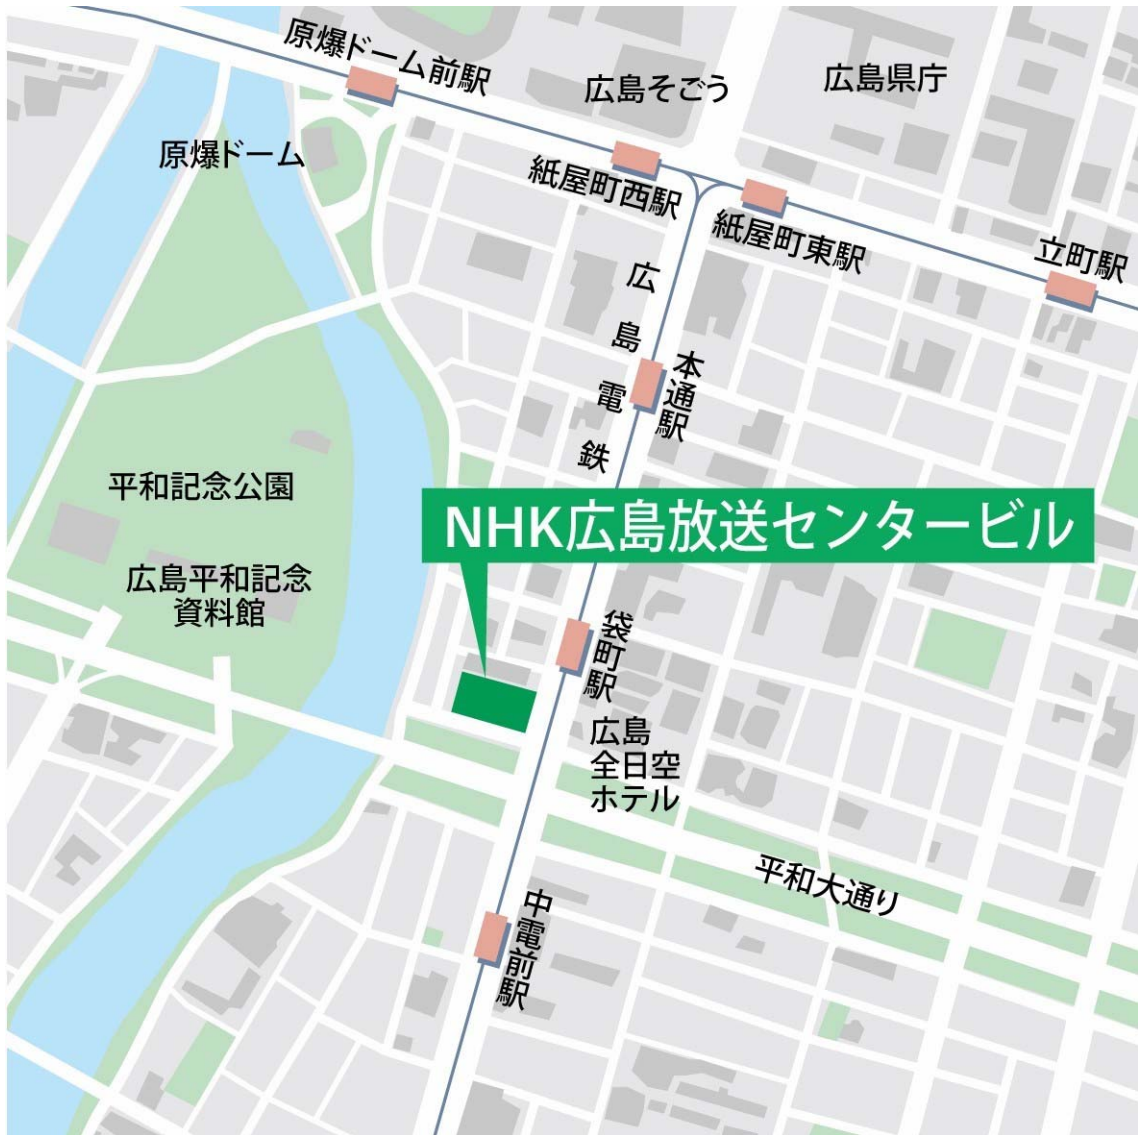 原爆ドーム前駅
広島そごう
広島県庁
原爆ドーム
紙屋町西駅
紙屋町東駅
立町駅
広島電鉄
本通駅
平和記念公園
NHK広島放送センタービル
広島平和記念
資料館
袋町駅
広島
全日空
ホテル
平和大通り
中電前駅